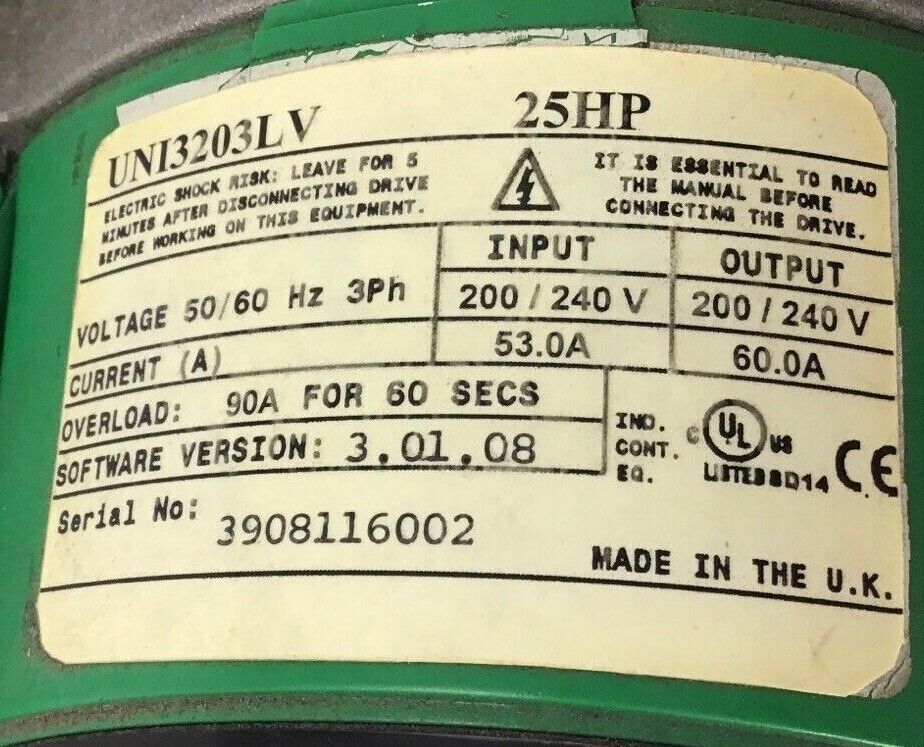 UNI3203LV 25HP
ELECTRIC SHOCK RISK: LEAVE FOR 5
MINUTES AFTER DISCONNECTING DRIVE
BEFORE WORKING ON THIS EQUIPMENT.
IT IS ESSENTIAL TO READ
THE MANUAL BEFORE
CONNECTING THE DRIVE.
INPUT OUTPUT
VOLTAGE 50/60 Hz 3Ph 200 / 240 V 200 / 240 V
CURRENT (A) 53.0A 60.0A
OVERLOAD: 90A FOR 60 SECS
SOFTWARE VERSION: 3.01.08
IND.
CONT.
EQ.
C UL US
LISTED 8D14
CE
Serial No: 3908116002
MADE IN THE U.K.